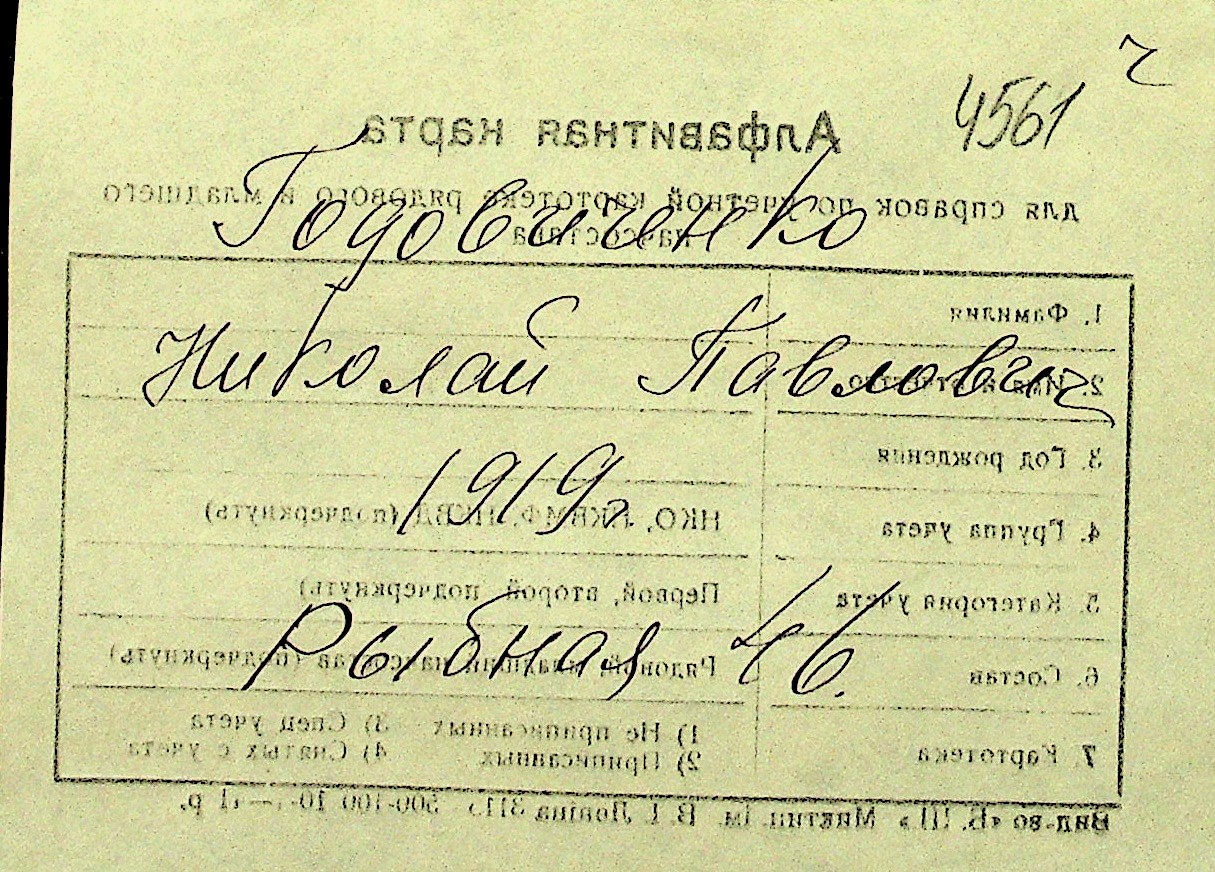 4561
Алфавитная карта
для справок по учетной картотеке рядового и младшего
начсостава
Годовиченко
1. Фамилия
Николай Павлович
2. Имя и отчество
3. Год рождения
1919г.
4. Группа учета НКО, НКВМФ, НКВД (подчеркнуть)
5. Категория учета Первой, второй (подчеркнуть)
Рыбная 46.
6. Состав Рядовой, младший начсостав (подчеркнуть)
7. Картотека
1) Не приписанных 3) Спец учета
2) Приписанных 4) Снятых с учета